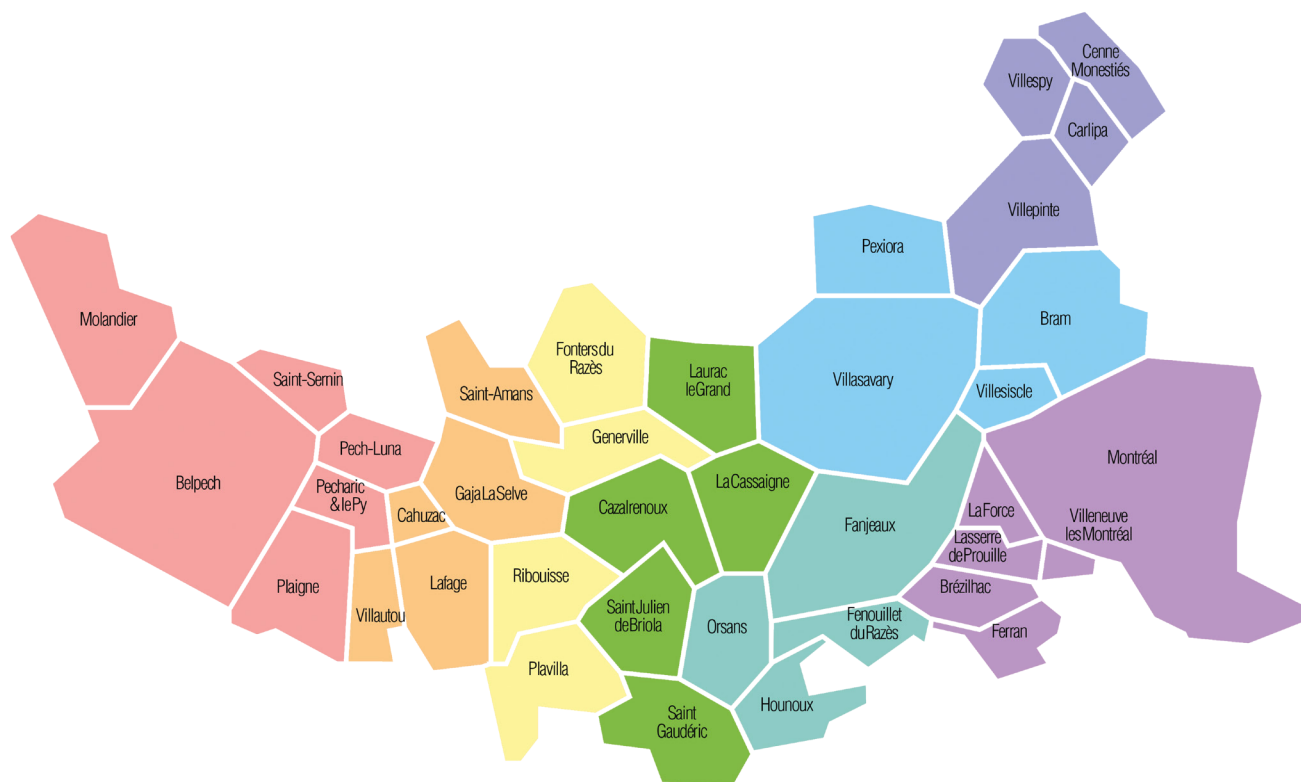 Cenne
Monestiés
Villespy
Carlipa
Villepinte
Pexiora
Bram
Molandier
Fonters du
Razès
Laurac
le Grand
Villasavary
Saint-Sernin
Saint-Amans
Villesiscle
Generville
Pech-Luna
Montréal
Belpech
Pecharic
& le Py
Gaja La Selve
La Cassaigne
Cazalrenoux
Cahuzac
Fanjeaux
La Force
Villeneuve
les Montréal
Lasserre
de Prouille
Plaigne
Lafage
Ribouisse
Brézilhac
Villautou
Saint Julien
de Briola
Orsans
Fenouillet
du Razès
Ferran
Plavilla
Hounoux
Saint
Gaudéric